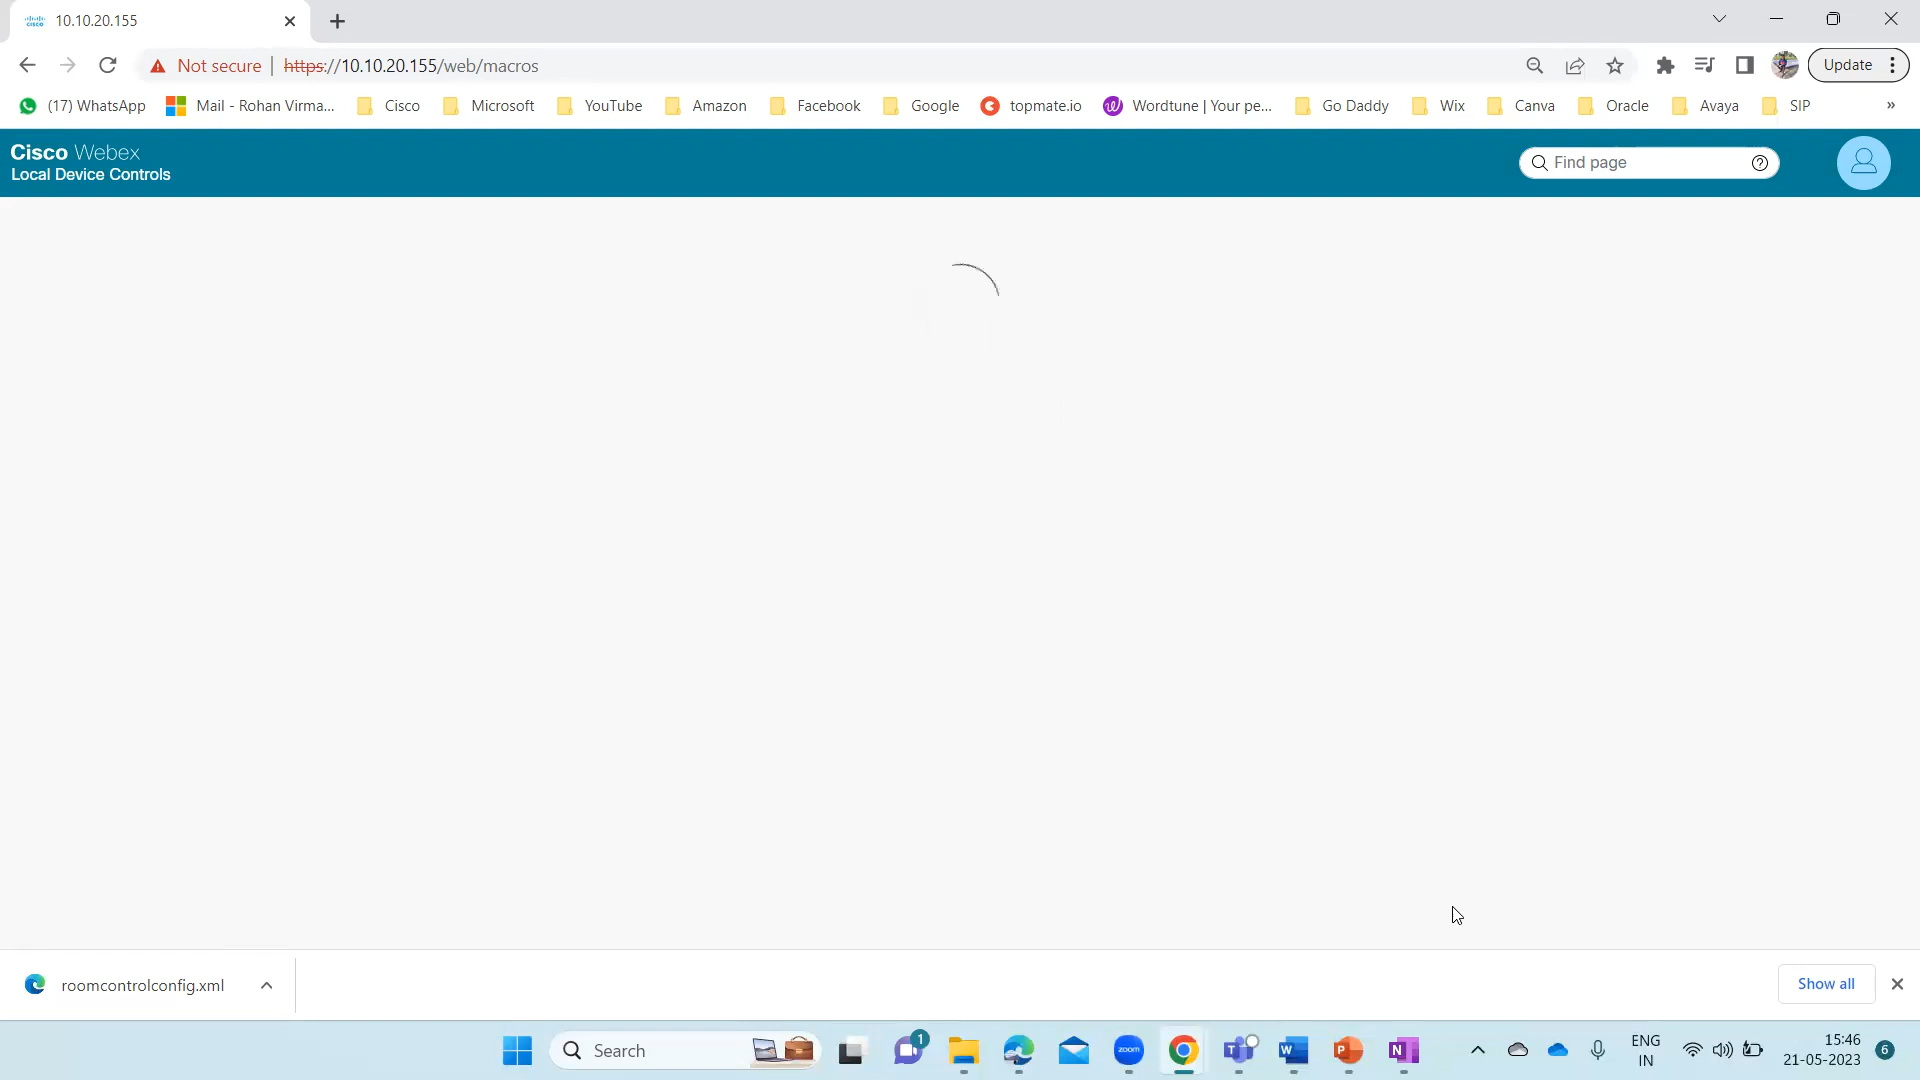 10.10.20.155
Not secure | https://10.10.20.155/web/macros
Update
(17) WhatsApp
Mail - Rohan Virma...
Cisco
Microsoft
YouTube
Amazon
Facebook
Google
topmate.io
Wordtune | Your pe...
Go Daddy
Wix
Canva
Oracle
Avaya
SIP
»
Cisco Webex
Local Device Controls
Find page
roomcontrolconfig.xml
Show all
Search
1
zoom
ENG
IN
15:46
21-05-2023
6